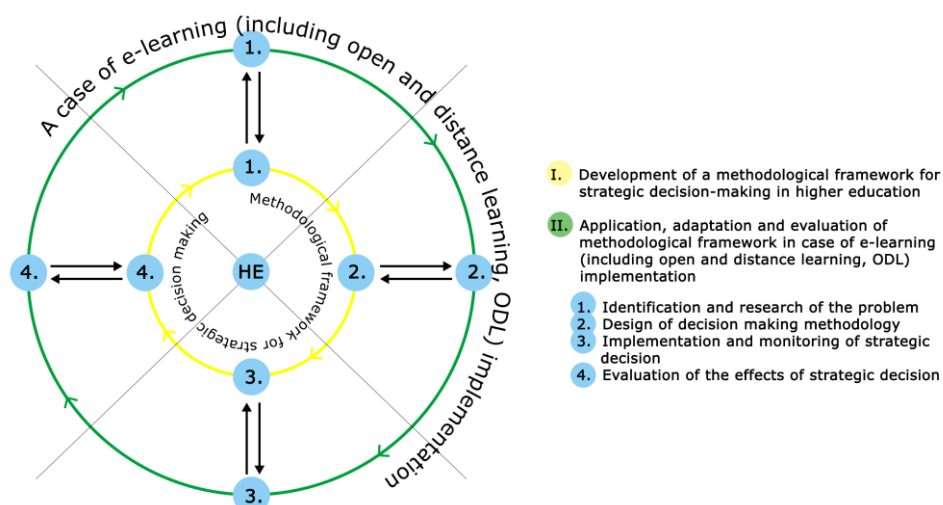 A case of e-learning (including open and distance learning, ODL) implementation
1.
1.
Methodological framework for strategic decision making
4.
4.
HE
2.
2.
3.
3.
I. Development of a methodological framework for
strategic decision-making in higher education
II. Application, adaptation and evaluation of
methodological framework in case of e-learning
(including open and distance learning, ODL)
implementation
1. Identification and research of the problem
2. Design of decision making methodology
3. Implementation and monitoring of strategic
decision
4. Evaluation of the effects of strategic decision